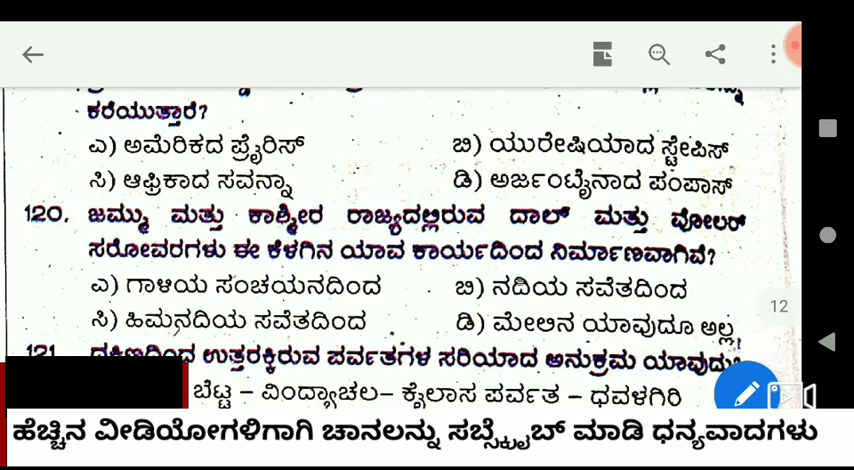 ಕರೆಯುತ್ತಾರೆ?
ಎ) ಅಮೆರಿಕದ ಪ್ರೈರಿಸ್ ಬಿ) ಯುರೇಷಿಯಾದ ಸ್ಟೇಪಿಸ್
ಸಿ) ಆಫ್ರಿಕಾದ ಸವನ್ನಾ ಡಿ) ಅರ್ಜಂಟೈನಾದ ಪಂಪಾಸ್
120. ಜಮ್ಮು ಮತ್ತು ಕಾಶ್ಮೀರ ರಾಜ್ಯದಲ್ಲಿರುವ ದಾಲ್ ಮತ್ತು ವೋಲರ್
ಸರೋವರಗಳು ಈ ಕೆಳಗಿನ ಯಾವ ಕಾರ್ಯದಿಂದ ನಿರ್ಮಾಣವಾಗಿವೆ?
ಎ) ಗಾಳಿಯ ಸಂಚಯನದಿಂದ ಬಿ) ನದಿಯ ಸವೆತದಿಂದ
ಸಿ) ಹಿಮನದಿಯ ಸವೆತದಿಂದ ಡಿ) ಮೇಲಿನ ಯಾವುದೂ ಅಲ್ಲ
12
121 ದಕ್ಷಿಣದಿಂದ ಉತ್ತರಕ್ಕಿರುವ ಪರ್ವತಗಳ ಸರಿಯಾದ ಅನುಕ್ರಮ ಯಾವುದು?
ಬೆಟ್ಟ – ವಿಂದ್ಯಾಚಲ– ಕೈಲಾಸ ಪರ್ವತ – ಧವಳಗಿರಿ
ಹೆಚ್ಚಿನ ವೀಡಿಯೋಗಳಿಗಾಗಿ ಚಾನಲನ್ನು ಸಬ್ಸ್ಕ್ರೈಬ್ ಮಾಡಿ ಧನ್ಯವಾದಗಳು